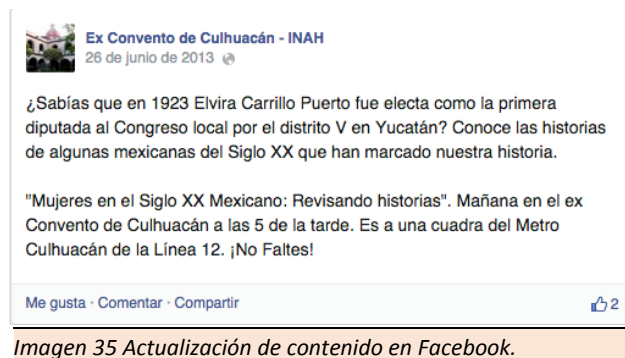 Ex Convento de Culhuacán - INAH
26 de junio de 2013
¿Sabías que en 1923 Elvira Carrillo Puerto fue electa como la primera
diputada al Congreso local por el distrito V en Yucatán? Conoce las historias
de algunas mexicanas del Siglo XX que han marcado nuestra historia.
"Mujeres en el Siglo XX Mexicano: Revisando historias". Mañana en el ex
Convento de Culhuacán a las 5 de la tarde. Es a una cuadra del Metro
Culhuacán de la Línea 12. ¡No Faltes!
Me gusta · Comentar · Compartir 2
Imagen 35 Actualización de contenido en Facebook.